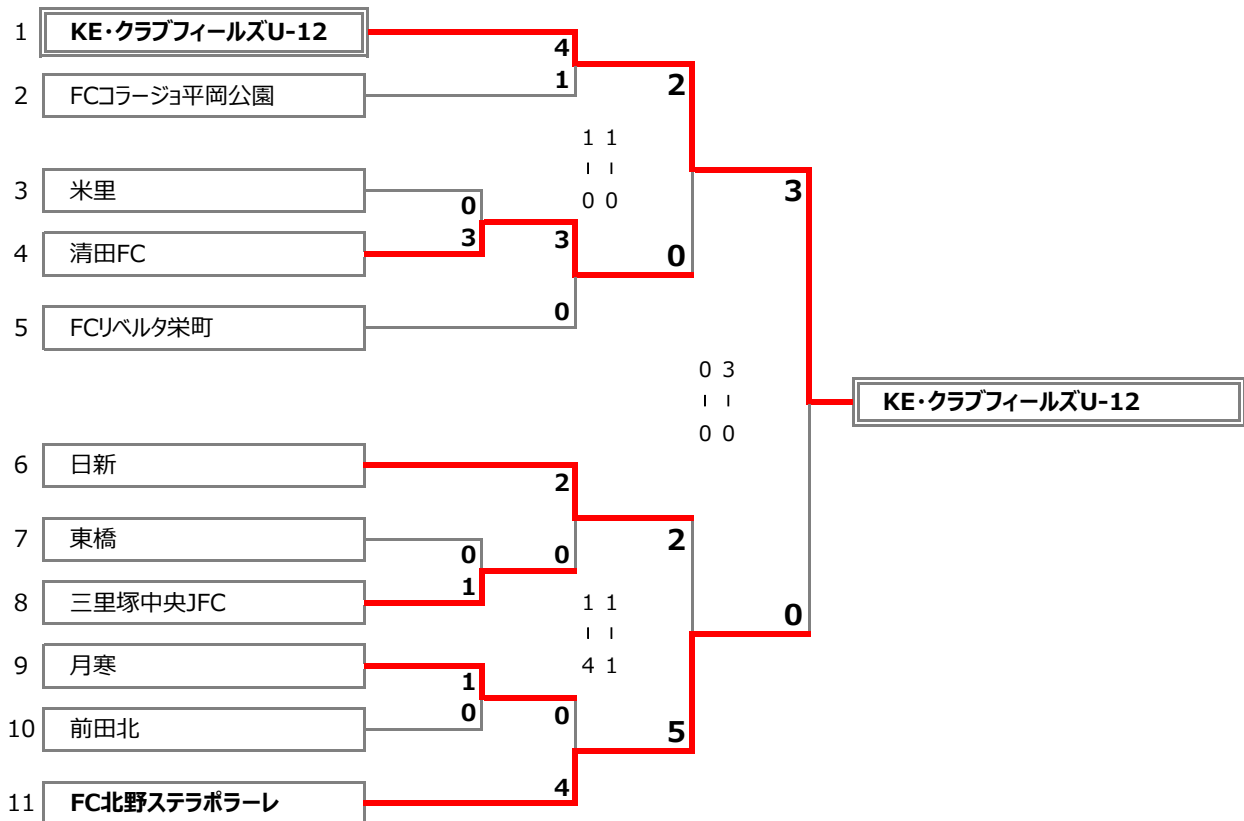 1 KE・クラブフィールズU-12
4
2 FCコラージョ平岡公園
1
2
1 1
ー ー
0 0
3 米里
0
3
4 清田FC
3
3
0
5 FCリベルタ栄町
0
0 3
ー ー
0 0
KE・クラブフィールズU-12
6 日新
2
7 東橋
0
0
2
8 三里塚中央JFC
1
1 1
ー ー
4 1
0
9 月寒
1
10 前田北
0
0
5
11 FC北野ステラポラーレ
4